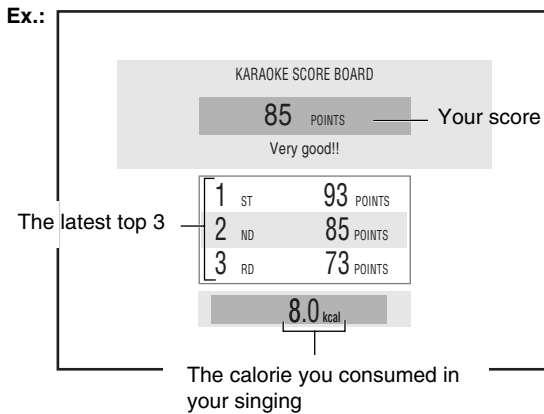 Ex.:
KARAOKE SCORE BOARD
85 POINTS
Your score
Very good!!
1 ST 93 POINTS
The latest top 3
2 ND 85 POINTS
3 RD 73 POINTS
8.0 kcal
The calorie you consumed in
your singing